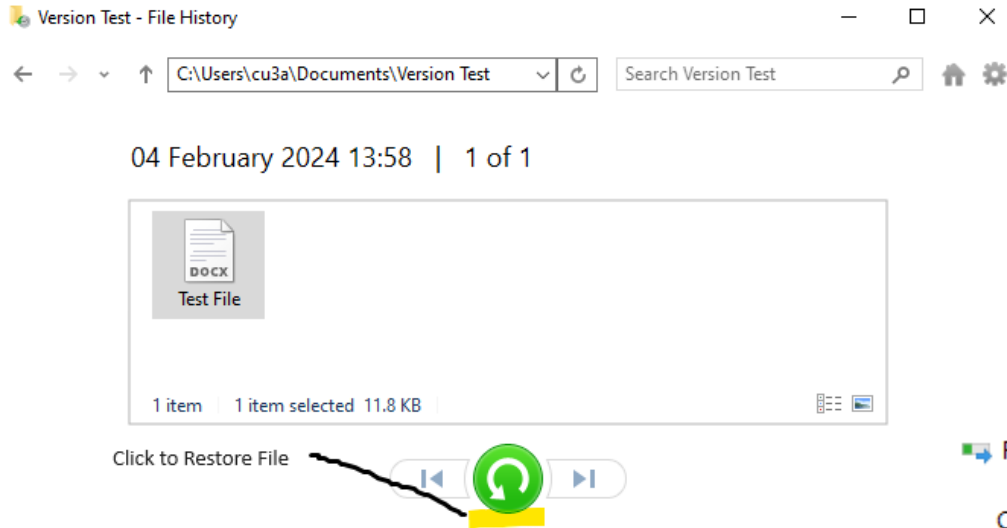 Version Test - File History
C:\Users\cu3a\Documents\Version Test
Search Version Test
04 February 2024 13:58 | 1 of 1
DOCX
Test File
1 item 1 item selected 11.8 KB
Click to Restore File